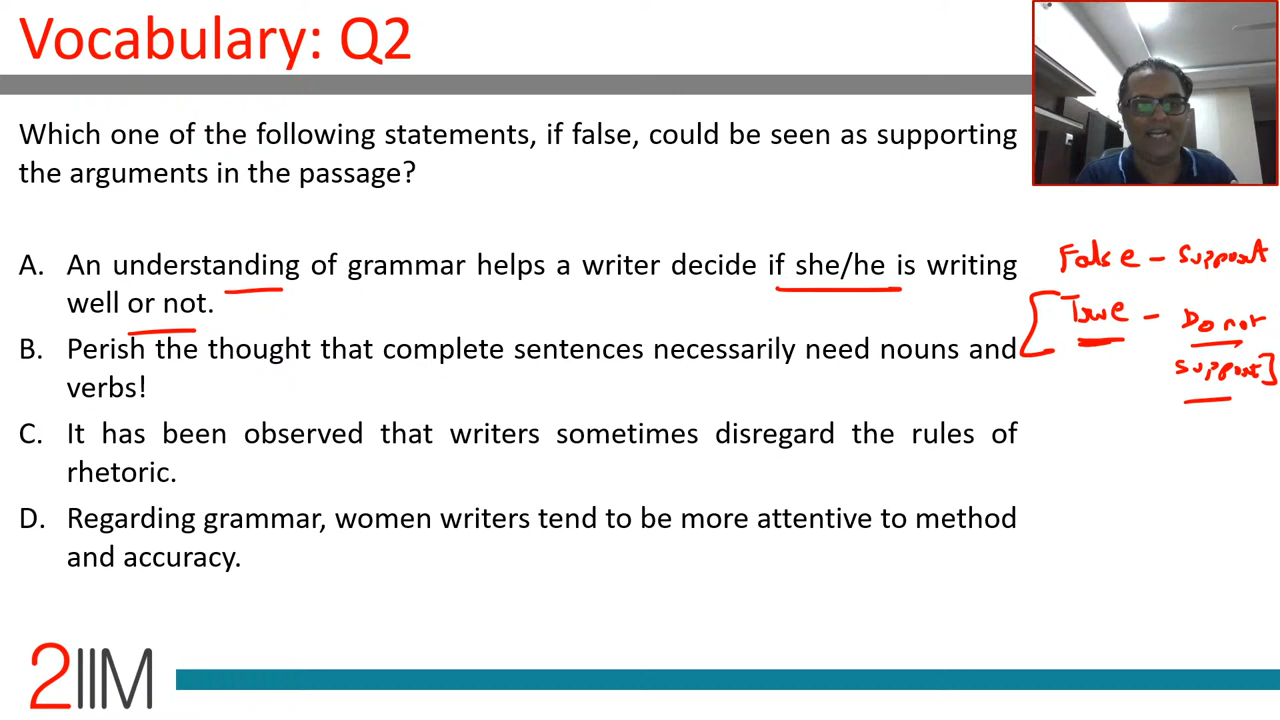 Vocabulary: Q2
Which one of the following statements, if false, could be seen as supporting
the arguments in the passage?
A. An understanding of grammar helps a writer decide if she/he is writing
well or not.
B. Perish the thought that complete sentences necessarily need nouns and
verbs!
C. It has been observed that writers sometimes disregard the rules of
rhetoric.
D. Regarding grammar, women writers tend to be more attentive to method
and accuracy.
False - Support
[True - Do not
support]
2IIM